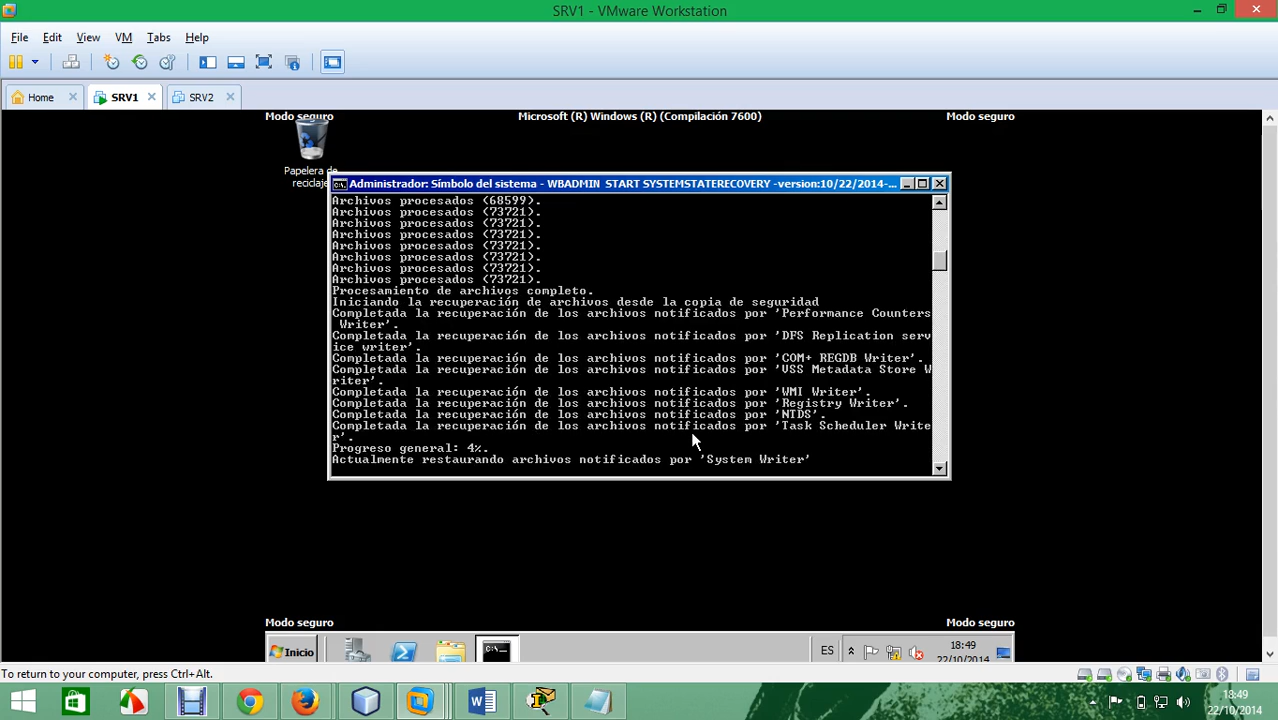 SRV1 - VMware Workstation
File Edit View VM Tabs Help
Home SRV1 SRV2
Modo seguro Microsoft (R) Windows (R) (Compilación 7600) Modo seguro
Papelera de
reciclaje
Administrador: Símbolo del sistema - WBADMIN START SYSTEMSTATERECOVERY -version:10/22/2014-...
Archivos procesados (68599).
Archivos procesados (73721).
Archivos procesados (73721).
Archivos procesados (73721).
Archivos procesados (73721).
Archivos procesados (73721).
Archivos procesados (73721).
Archivos procesados (73721).
Procesamiento de archivos completo.
Iniciando la recuperación de archivos desde la copia de seguridad
Completada la recuperación de los archivos notificados por 'Performance Counters
Writer'.
Completada la recuperación de los archivos notificados por 'DFS Replication serv
ice writer'.
Completada la recuperación de los archivos notificados por 'COM+ REGDB Writer'.
Completada la recuperación de los archivos notificados por 'VSS Metadata Store W
riter'.
Completada la recuperación de los archivos notificados por 'WMI Writer'.
Completada la recuperación de los archivos notificados por 'Registry Writer'.
Completada la recuperación de los archivos notificados por 'NTDS'.
Completada la recuperación de los archivos notificados por 'Task Scheduler Write
r'.
Progreso general: 4%.
Actualmente restaurando archivos notificados por 'System Writer'
Modo seguro Modo seguro
Inicio ES 18:49
22/10/2014
To return to your computer, press Ctrl+Alt.
18:49
22/10/2014